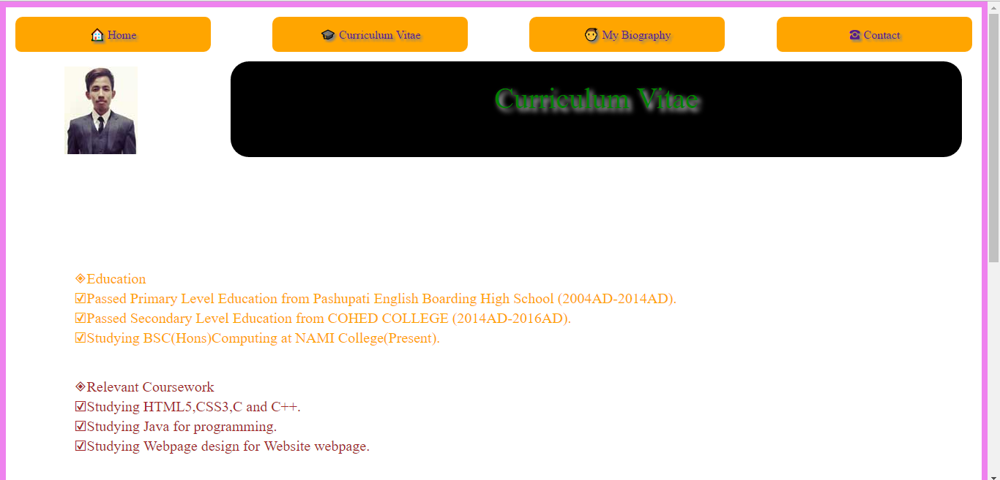 🏠 Home
🎓 Curriculum Vitae
👨 My Biography
☎ Contact
Curriculum Vitae
◈Education
☑Passed Primary Level Education from Pashupati English Boarding High School (2004AD-2014AD).
☑Passed Secondary Level Education from COHED COLLEGE (2014AD-2016AD).
☑Studying BSC(Hons)Computing at NAMI College(Present).
◈Relevant Coursework
☑Studying HTML5,CSS3,C and C++.
☑Studying Java for programming.
☑Studying Webpage design for Website webpage.